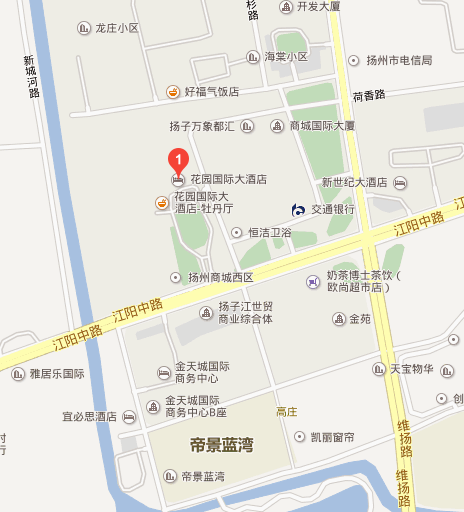 开发大厦
杉路
龙庄小区
海棠小区
新城河路
扬州市电信局
好福气饭店
荷香路
扬子万象都汇
商城国际大厦
1
花园国际大酒店
新世纪大酒店
花园国际大
酒店-牡丹厅
交通银行
江阳中路
恒洁卫浴
扬州商城西区
奶茶博士茶饮（
欧尚超市店）
江阳中路
江阳中路
扬子江世贸
商业综合体
金苑
金天城国际
商务中心
天宝物华
雅居乐国际
金天城国际
商务中心B座
创
宜必思酒店
高庄
维扬路
时
行
帝景蓝湾
凯丽窗帘
帝景蓝湾
维扬路